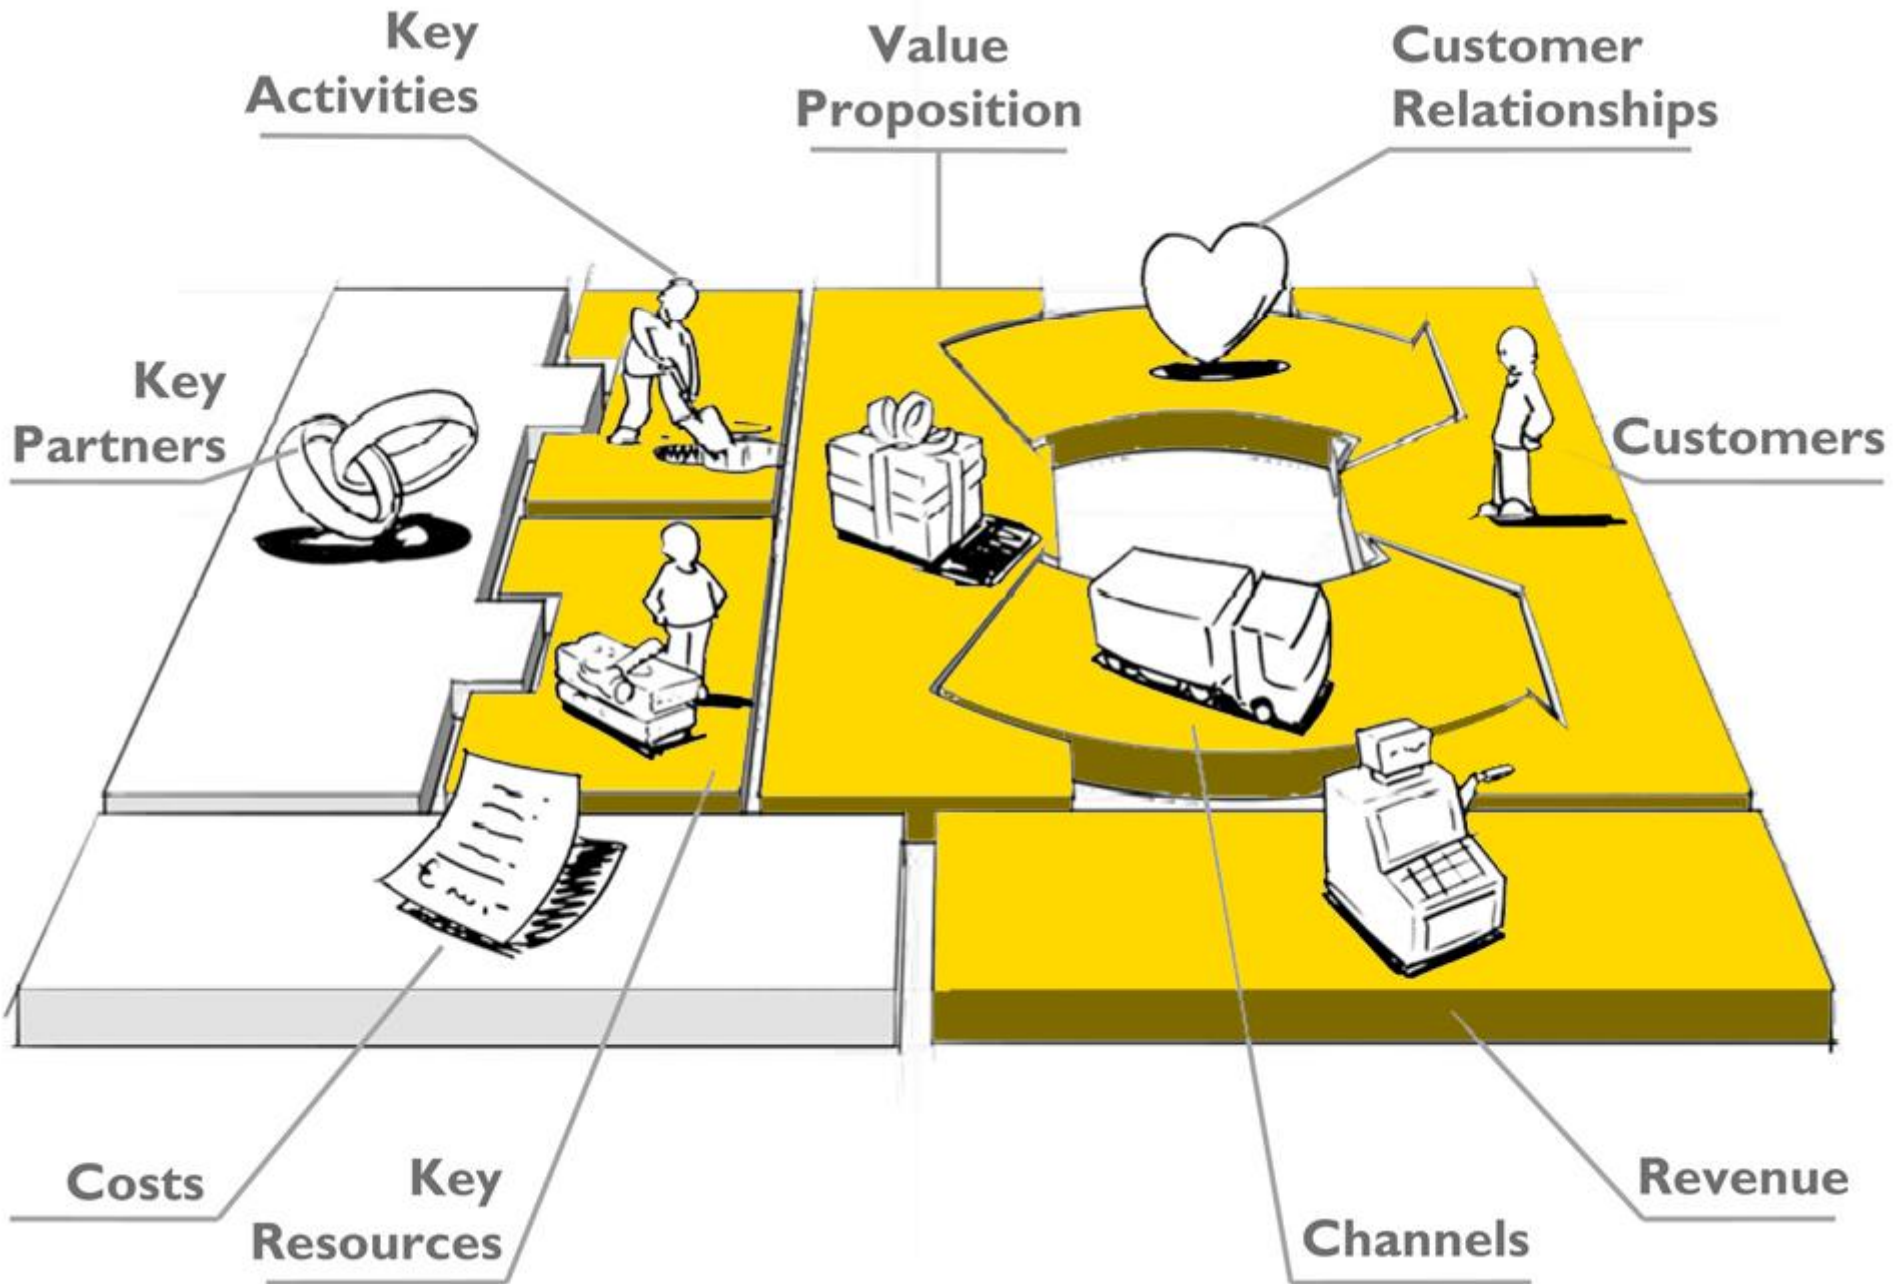 Key
Activities
Value
Proposition
Customer
Relationships
Key
Partners
Customers
Costs
Key
Resources
Channels
Revenue